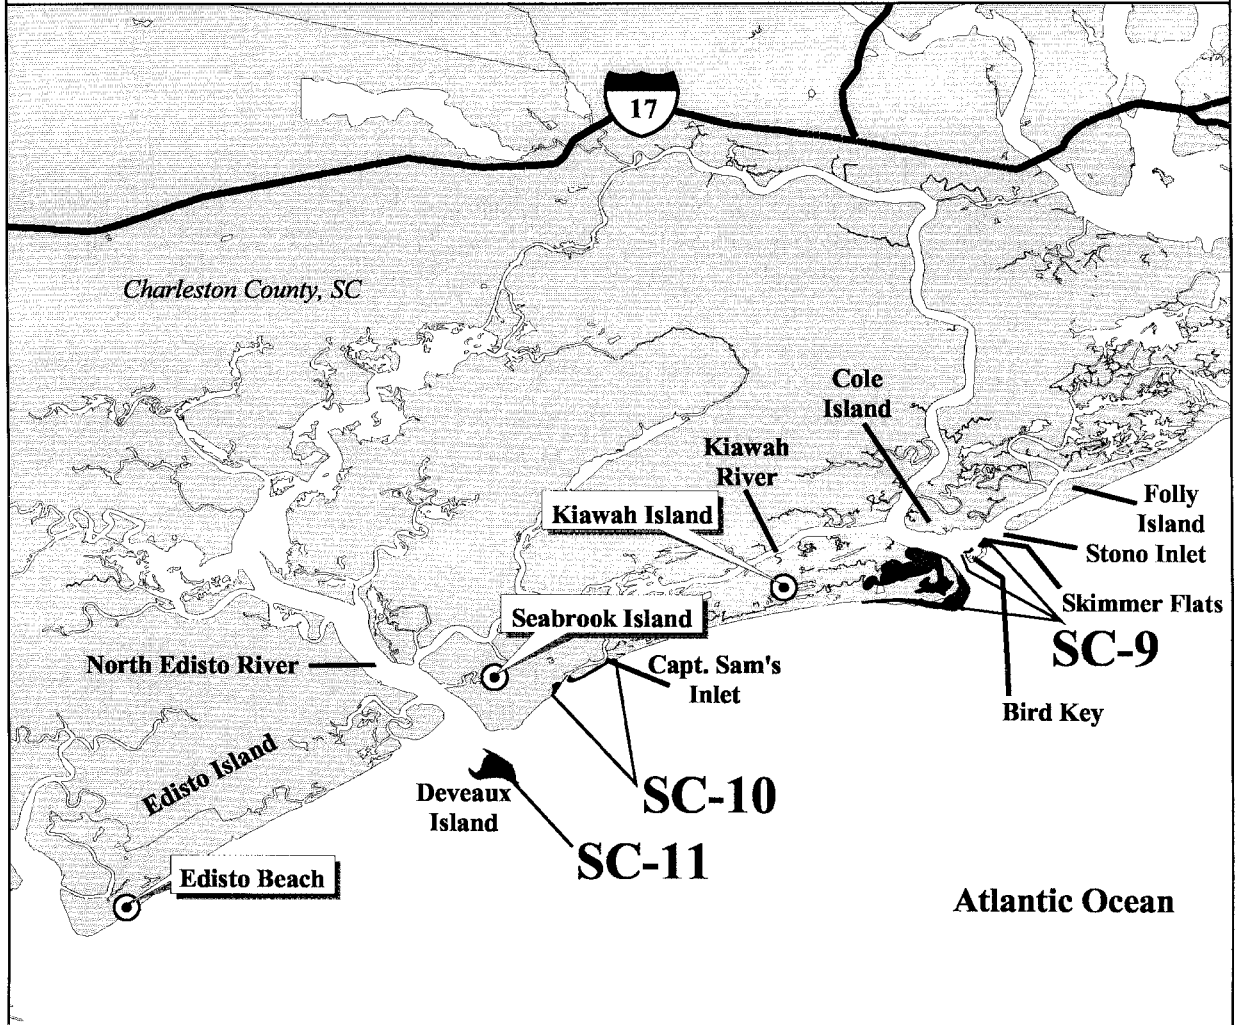 17
Charleston County, SC
Cole
Island
Kiawah
River
Kiawah Island
Folly
Island
Stono Inlet
Skimmer Flats
SC-9
Seabrook Island
North Edisto River
Capt. Sam's
Inlet
Bird Key
Edisto Island
Deveaux
Island
SC-10
SC-11
Edisto Beach
Atlantic Ocean